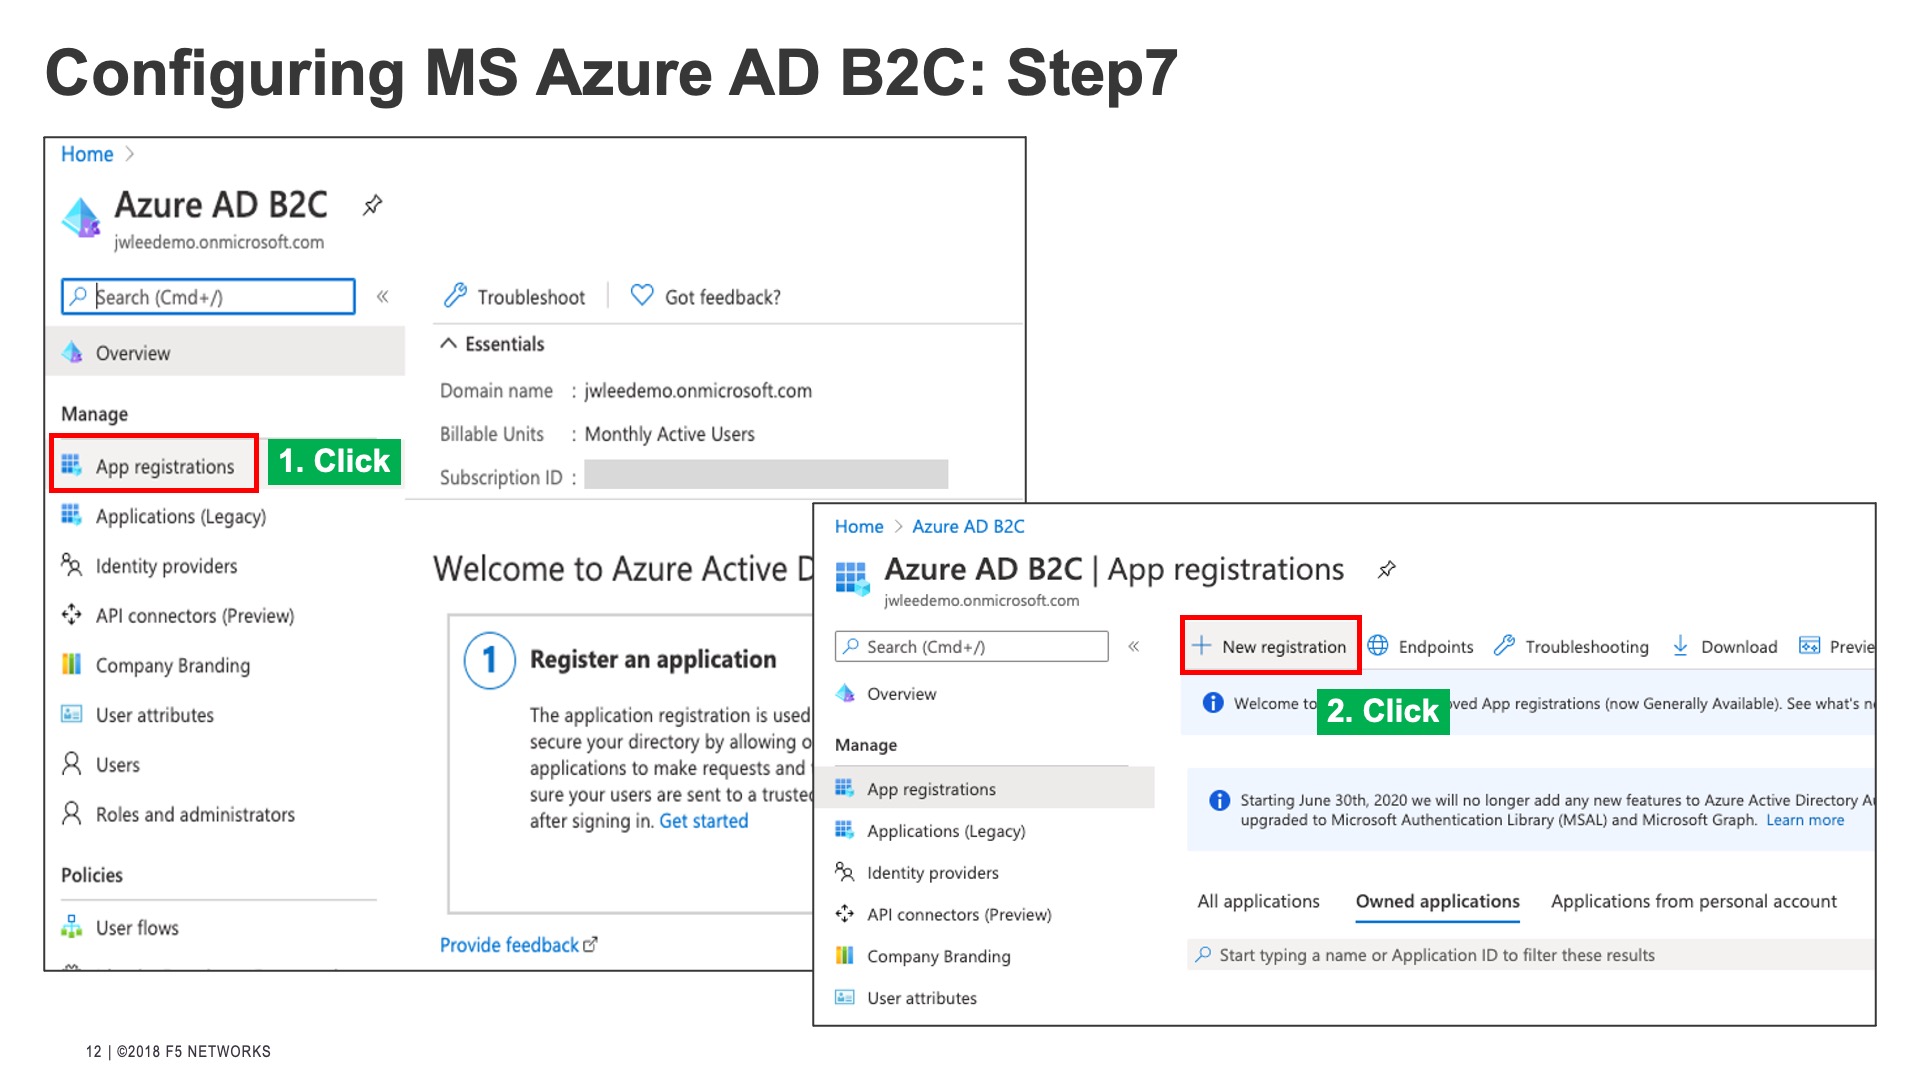 Configuring MS Azure AD B2C: Step7
Home >
Azure AD B2C
jwleedemo.onmicrosoft.com
Search (Cmd+/)
«
Troubleshoot
Got feedback?
Overview
Essentials
Domain name : jwleedemo.onmicrosoft.com
Billable Units : Monthly Active Users
Subscription ID :
Manage
App registrations
1. Click
Applications (Legacy)
Identity providers
API connectors (Preview)
Company Branding
User attributes
Users
Roles and administrators
Policies
User flows
Welcome to Azure Active
1
Register an application
The application registration is used
secure your directory by allowing
applications to make requests and
sure your users are sent to a trusted
after signing in. Get started
Provide feedback
Home > Azure AD B2C
Azure AD B2C | App registrations
jwleedemo.onmicrosoft.com
Search (Cmd+/)
«
New registration
Endpoints
Troubleshooting
Download
Previe
Overview
Welcome to
2. Click
ved App registrations (now Generally Available). See what's
Manage
App registrations
Applications (Legacy)
Identity providers
API connectors (Preview)
Company Branding
User attributes
Starting June 30th, 2020 we will no longer add any new features to Azure Active Directory
upgraded to Microsoft Authentication Library (MSAL) and Microsoft Graph. Learn more
All applications
Owned applications
Applications from personal account
Start typing a name or Application ID to filter these results
12 | ©2018 F5 NETWORKS